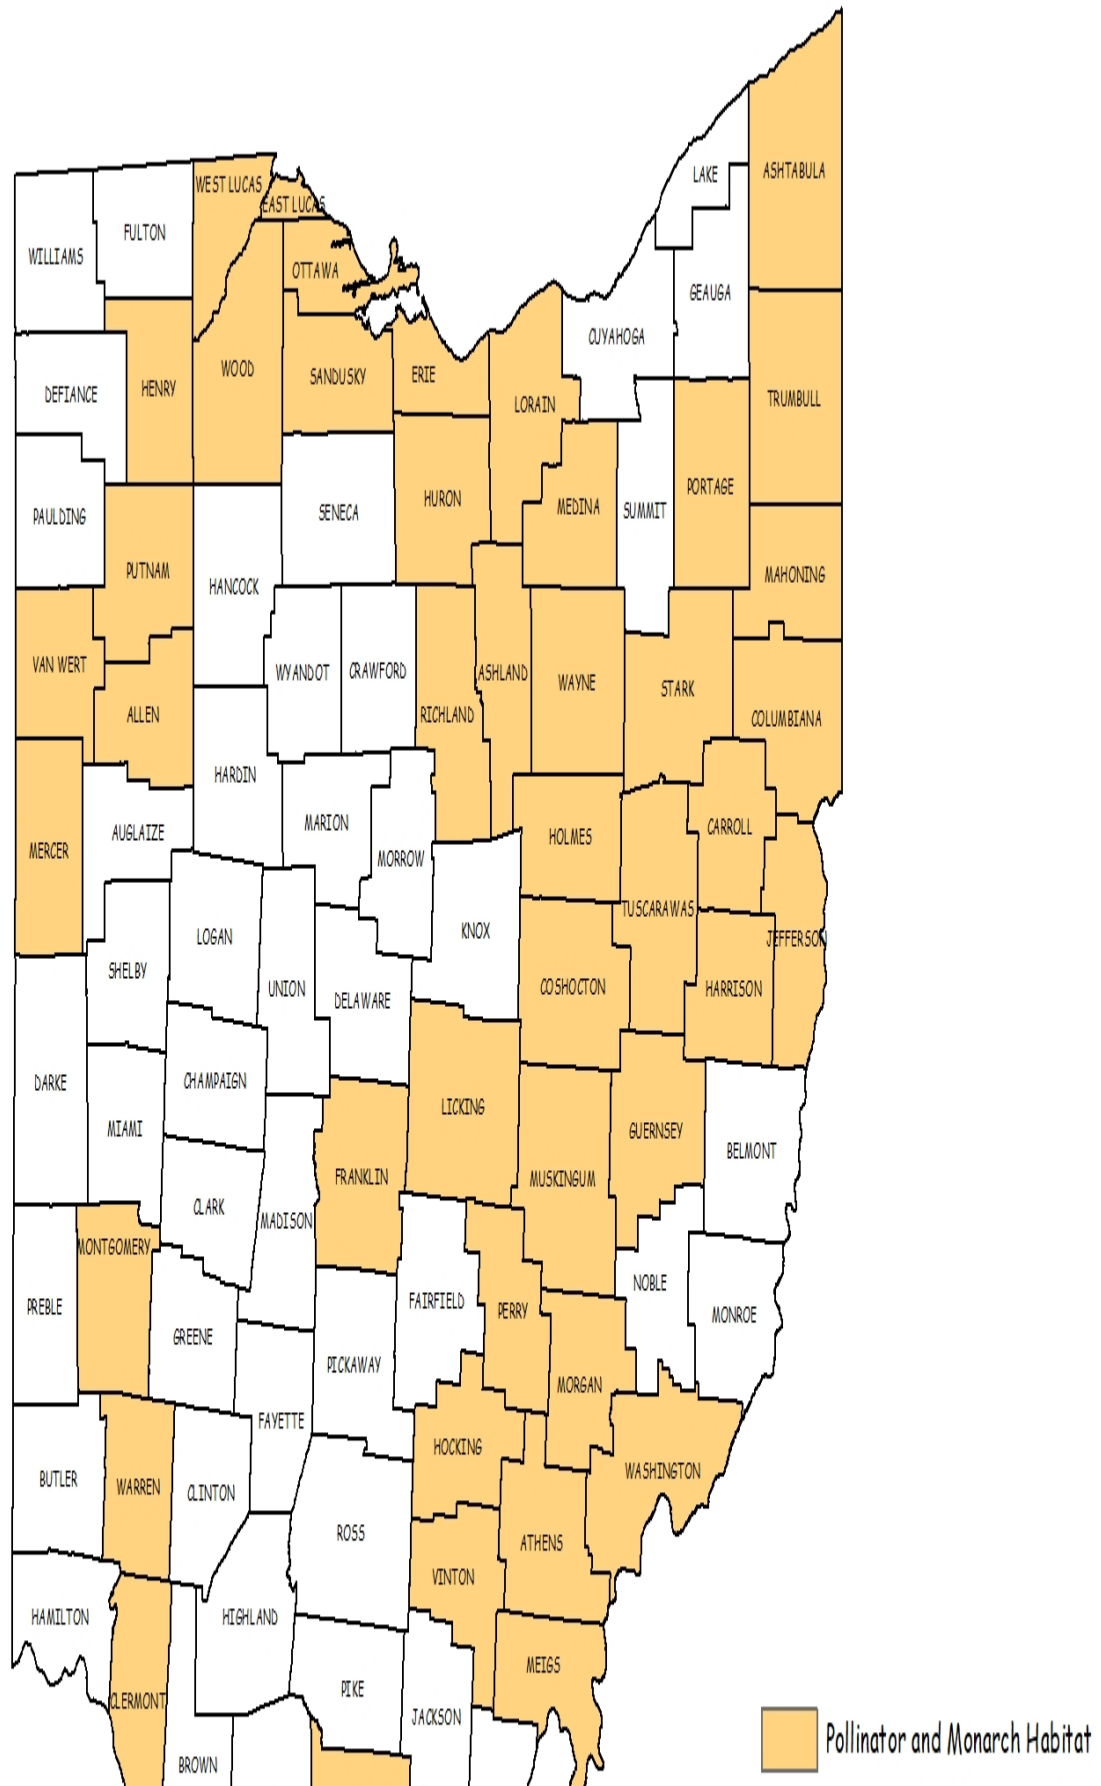 ASHTABULA
LAKE
WEST LUCAS
EAST LUCAS
FULTON
WILLIAMS
OTTAWA
GEAUGA
CUYAHOGA
WOOD
SANDUSKY
ERIE
HENRY
DEFIANCE
LORAIN
TRUMBULL
PORTAGE
HURON
MEDINA
SUMMIT
SENECA
PAULDING
PUTNAM
MAHONING
HANCOCK
VAN WERT
WYANDOT
CRAWFORD
ASHLAND
WAYNE
STARK
ALLEN
RICHLAND
COLUMBIANA
HARDIN
MARION
CARROLL
AUGLAIZE
HOLMES
MERCER
MORROW
TUSCARAWAS
KNOX
LOGAN
JEFFERSON
SHELBY
UNION
COSHOCTON
HARRISON
DELAWARE
DARKE
CHAMPAIGN
LICKING
MIAMI
GUERNSEY
BELMONT
FRANKLIN
MUSKINGUM
CLARK
MADISON
MONTGOMERY
NOBLE
FAIRFIELD
PREBLE
PERRY
MONROE
GREENE
PICKAWAY
MORGAN
FAYETTE
HOCKING
WASHINGTON
BUTLER
WARREN
CLINTON
ROSS
ATHENS
VINTON
HAMILTON
HIGHLAND
MEIGS
PIKE
CLERMONT
JACKSON
BROWN
Pollinator and Monarch Habitat